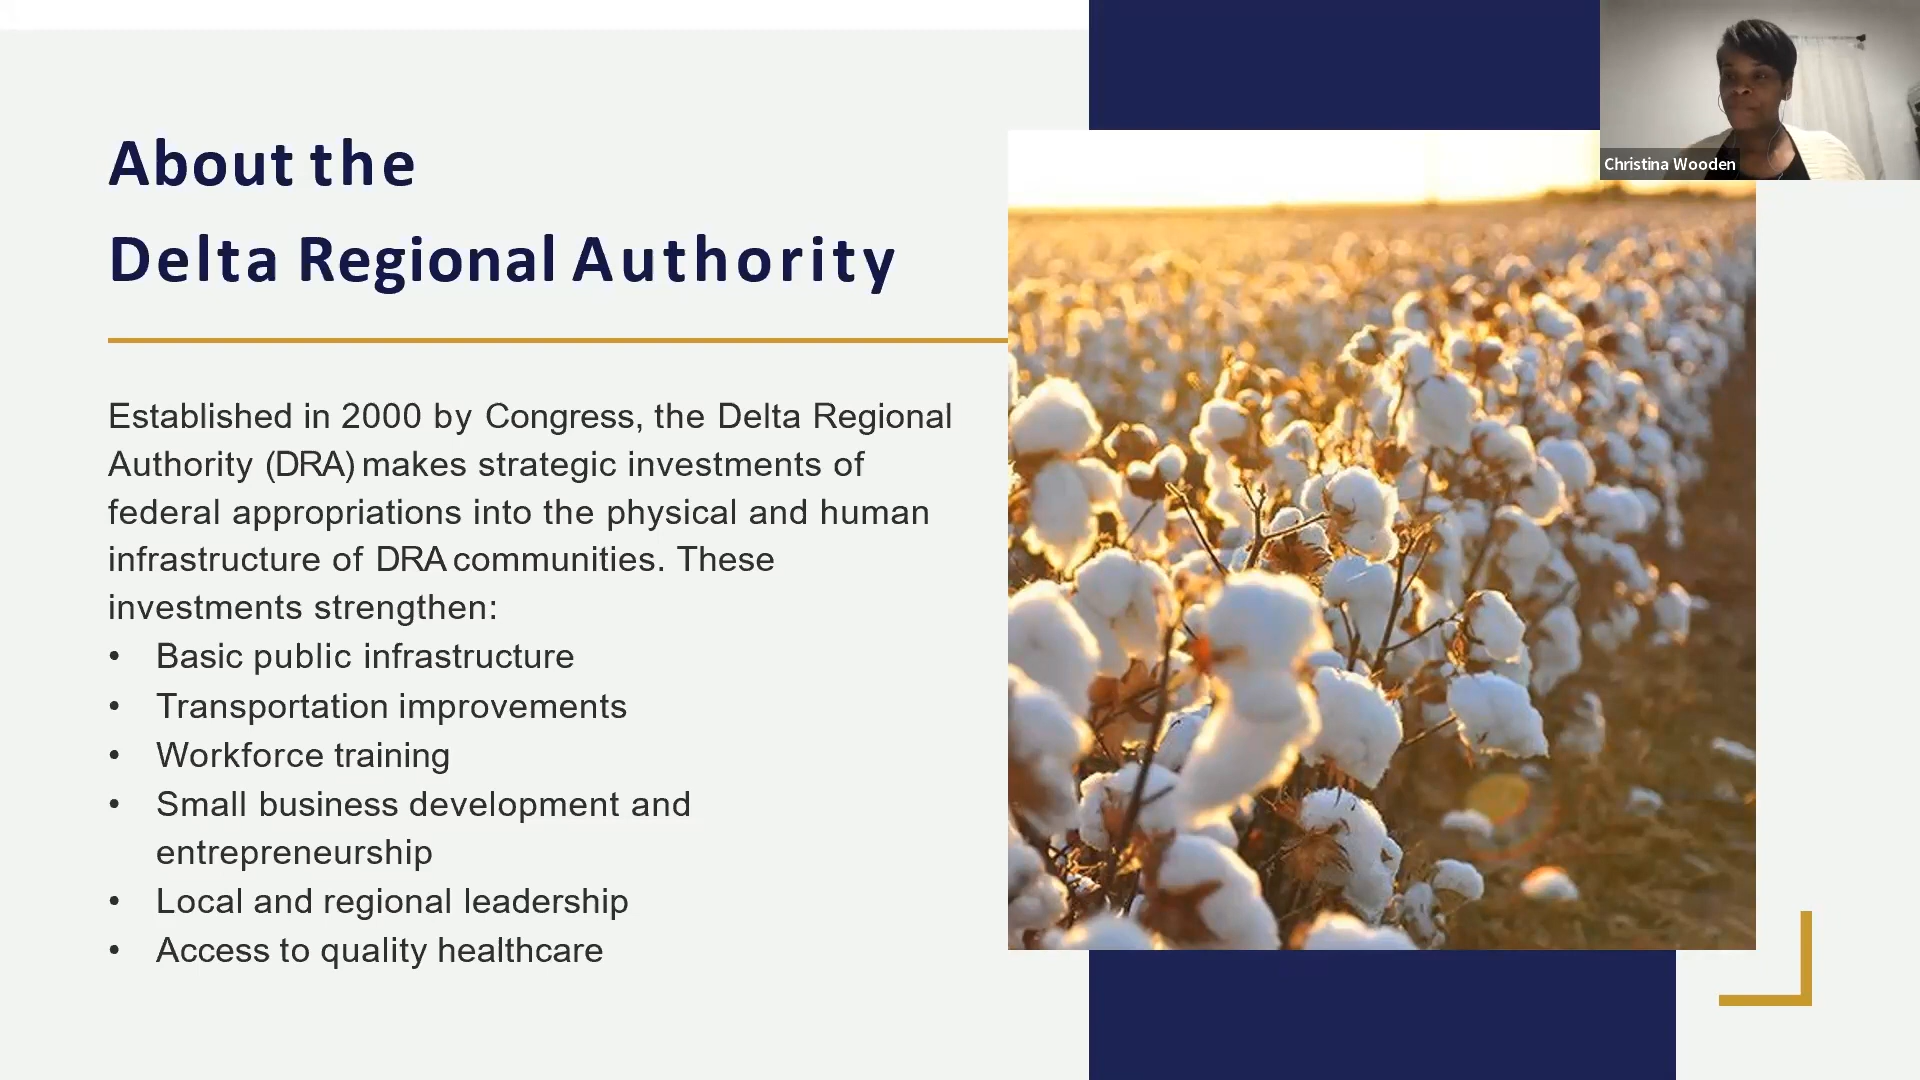 About the
Delta Regional Authority
Established in 2000 by Congress, the Delta Regional
Authority (DRA) makes strategic investments of
federal appropriations into the physical and human
infrastructure of DRA communities. These
investments strengthen:
• Basic public infrastructure
• Transportation improvements
• Workforce training
• Small business development and
entrepreneurship
• Local and regional leadership
• Access to quality healthcare
Christina Wooden